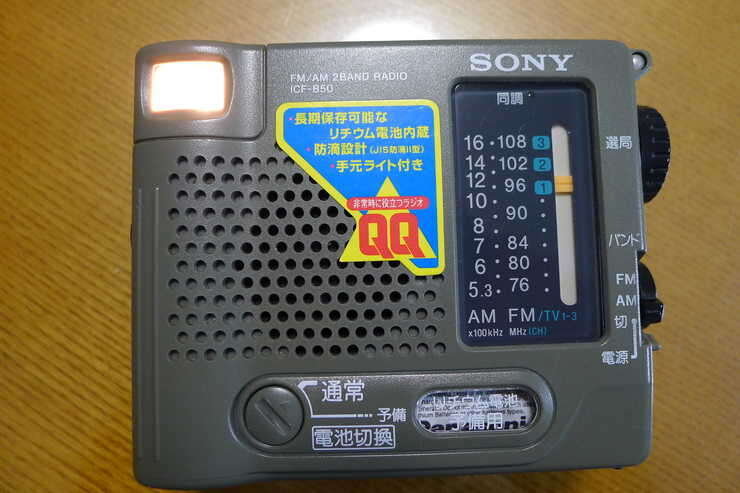 SONY
FM/AM 2BAND RADIO
ICF-850
・長期保存可能な
リチウム電池内蔵
・防滴設計(JIS防滴II型)
・手元ライト付き
非常時に役立つラジオ
QQ
同調
16・108・3
14・102・2
12・96・1
10・
8・90・
7・84
6・80
5.3・76
AM FM/TV1-3
x100kHz MHz(CH)
選局
バンド
FM
AM
切
電源
通常
予備
電池切換
リチウム電池
予備用